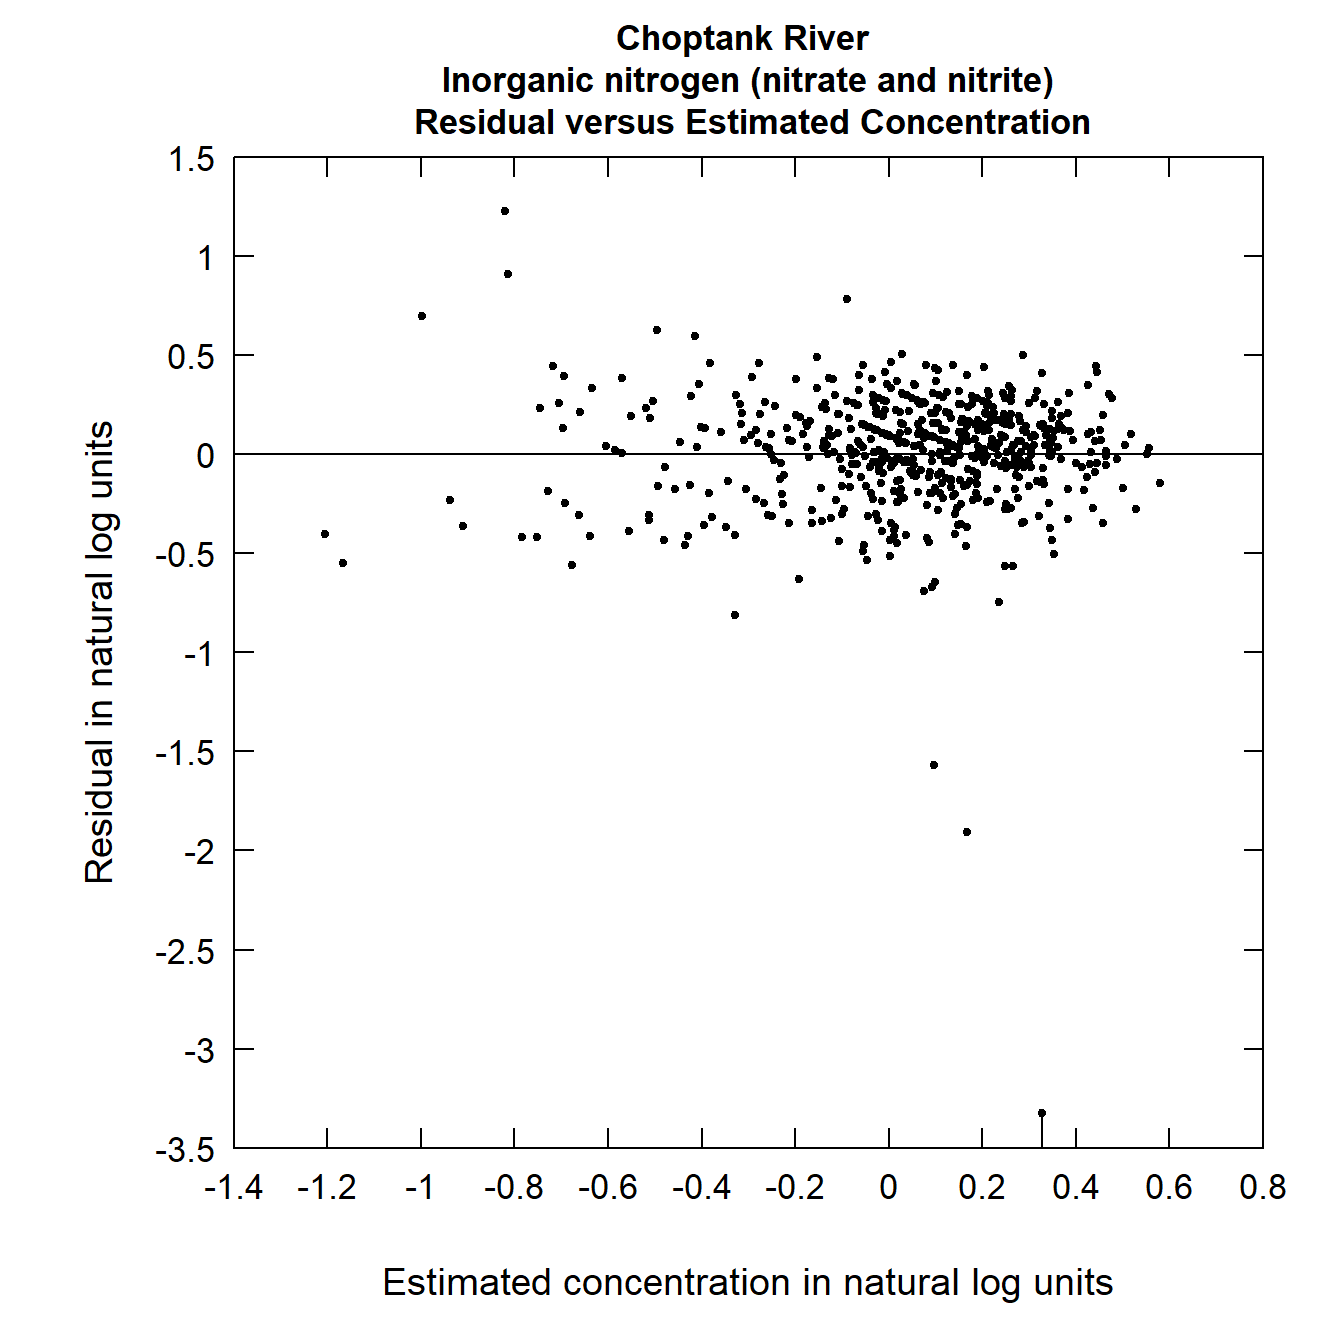 Choptank River
Inorganic nitrogen (nitrate and nitrite)
Residual versus Estimated Concentration
1.5
1
0.5
0
-0.5
-1
-1.5
-2
-2.5
-3
-3.5
Residual in natural log units
-1.4 -1.2 -1 -0.8 -0.6 -0.4 -0.2 0 0.2 0.4 0.6 0.8
Estimated concentration in natural log units